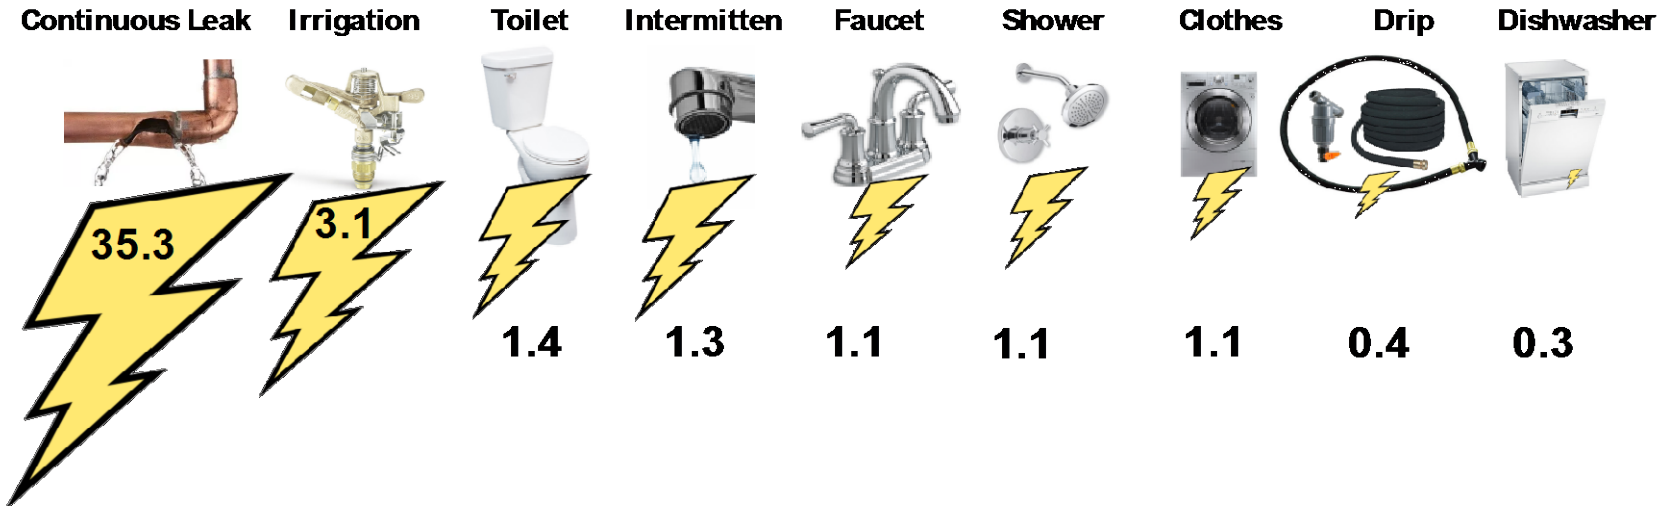 Continuous Leak Irrigation Toilet Intermitten Faucet Shower Clothes Drip Dishwasher
35.3 3.1
1.4 1.3 1.1 1.1 1.1 0.4 0.3